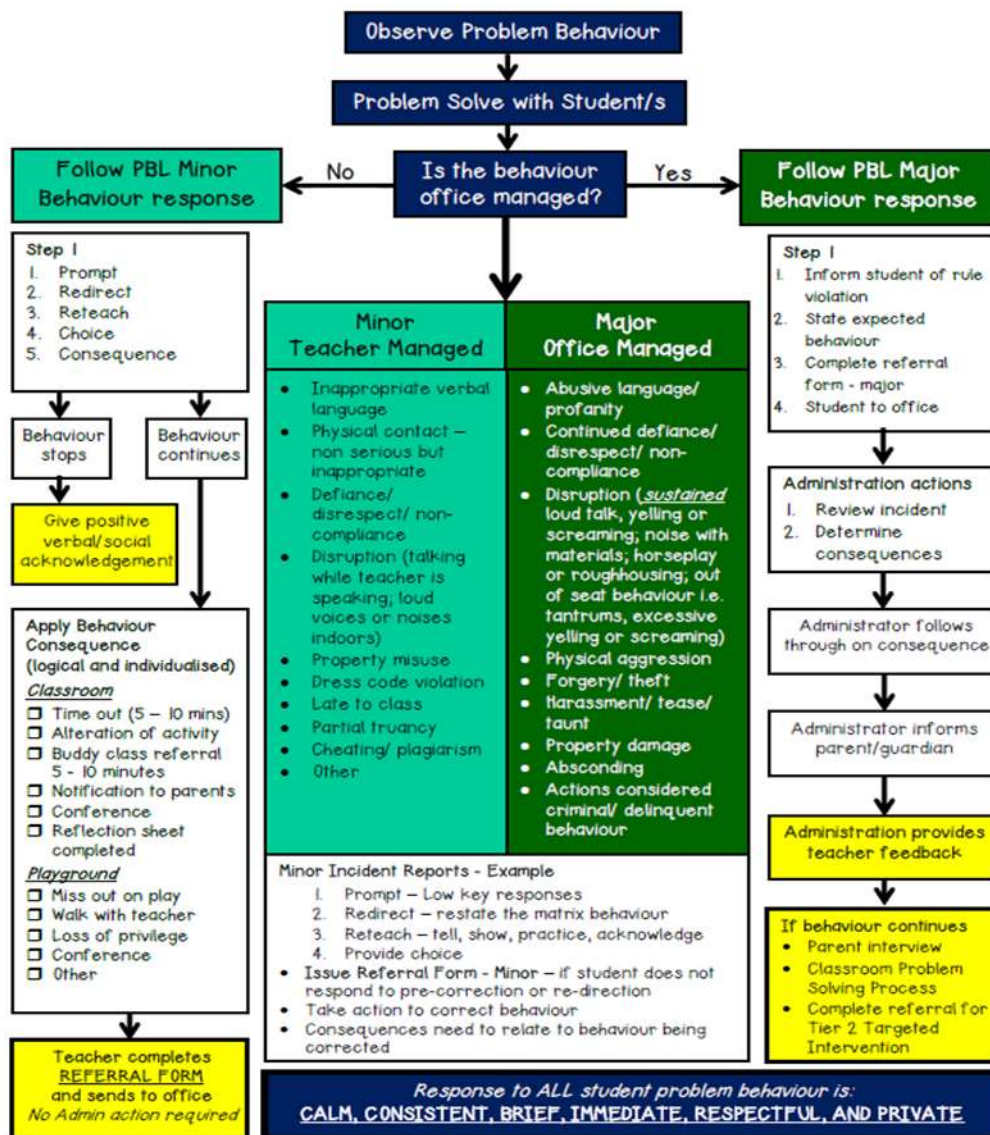 Observe Problem Behaviour
Problem Solve with Student/s
Is the behaviour
office managed?
No
Yes
Follow PBL Minor
Behaviour response
Step 1
1. Prompt
2. Redirect
3. Reteach
4. Choice
5. Consequence
Behaviour
stops
Behaviour
continues
Give positive
verbal/social
acknowledgement
Apply Behaviour
Consequence
(logical and individualised)
Classroom
❒ Time out (5 – 10 mins)
❒ Alteration of activity
❒ Buddy class referral
5 - 10 minutes
❒ Notification to parents
❒ Conference
❒ Reflection sheet
completed
Playground
❒ Miss out on play
❒ Walk with teacher
❒ Loss of privilege
❒ Conference
❒ Other
Teacher completes
REFERRAL FORM
and sends to office
No Admin action required
Minor
Teacher Managed
• Inappropriate verbal
language
• Physical contact –
non serious but
inappropriate
• Defiance/
disrespect/ non-
compliance
• Disruption (talking
while teacher is
speaking; loud
voices or noises
indoors)
• Property misuse
• Dress code violation
• Late to class
• Partial truancy
• Cheating/ plagiarism
• Other
Major
Office Managed
• Abusive language/
profanity
• Continued defiance/
disrespect/ non-
compliance
• Disruption (sustained
loud talk, yelling or
screaming; noise with
materials; horseplay
or roughhousing; out
of seat behaviour i.e.
tantrums, excessive
yelling or screaming)
• Physical aggression
• Forgery/ theft
• Harassment/ tease/
taunt
• Property damage
• Absconding
• Actions considered
criminal/ delinquent
behaviour
Minor Incident Reports - Example
1. Prompt – Low key responses
2. Redirect – restate the matrix behaviour
3. Reteach – tell, show, practice, acknowledge
4. Provide choice
• Issue Referral Form - Minor – if student does not
respond to pre-correction or re-direction
• Take action to correct behaviour
• Consequences need to relate to behaviour being
corrected
Follow PBL Major
Behaviour response
Step 1
1. Inform student of rule
violation
2. State expected
behaviour
3. Complete referral
form - major
4. Student to office
Administration actions
1. Review incident
2. Determine
consequences
Administrator follows
through on consequence
Administrator informs
parent/guardian
Administration provides
teacher feedback
If behaviour continues
• Parent interview
• Classroom Problem
Solving Process
• Complete referral for
Tier 2 Targeted
Intervention
Response to ALL student problem behaviour is:
CALM, CONSISTENT, BRIEF, IMMEDIATE, RESPECTFUL, AND PRIVATE